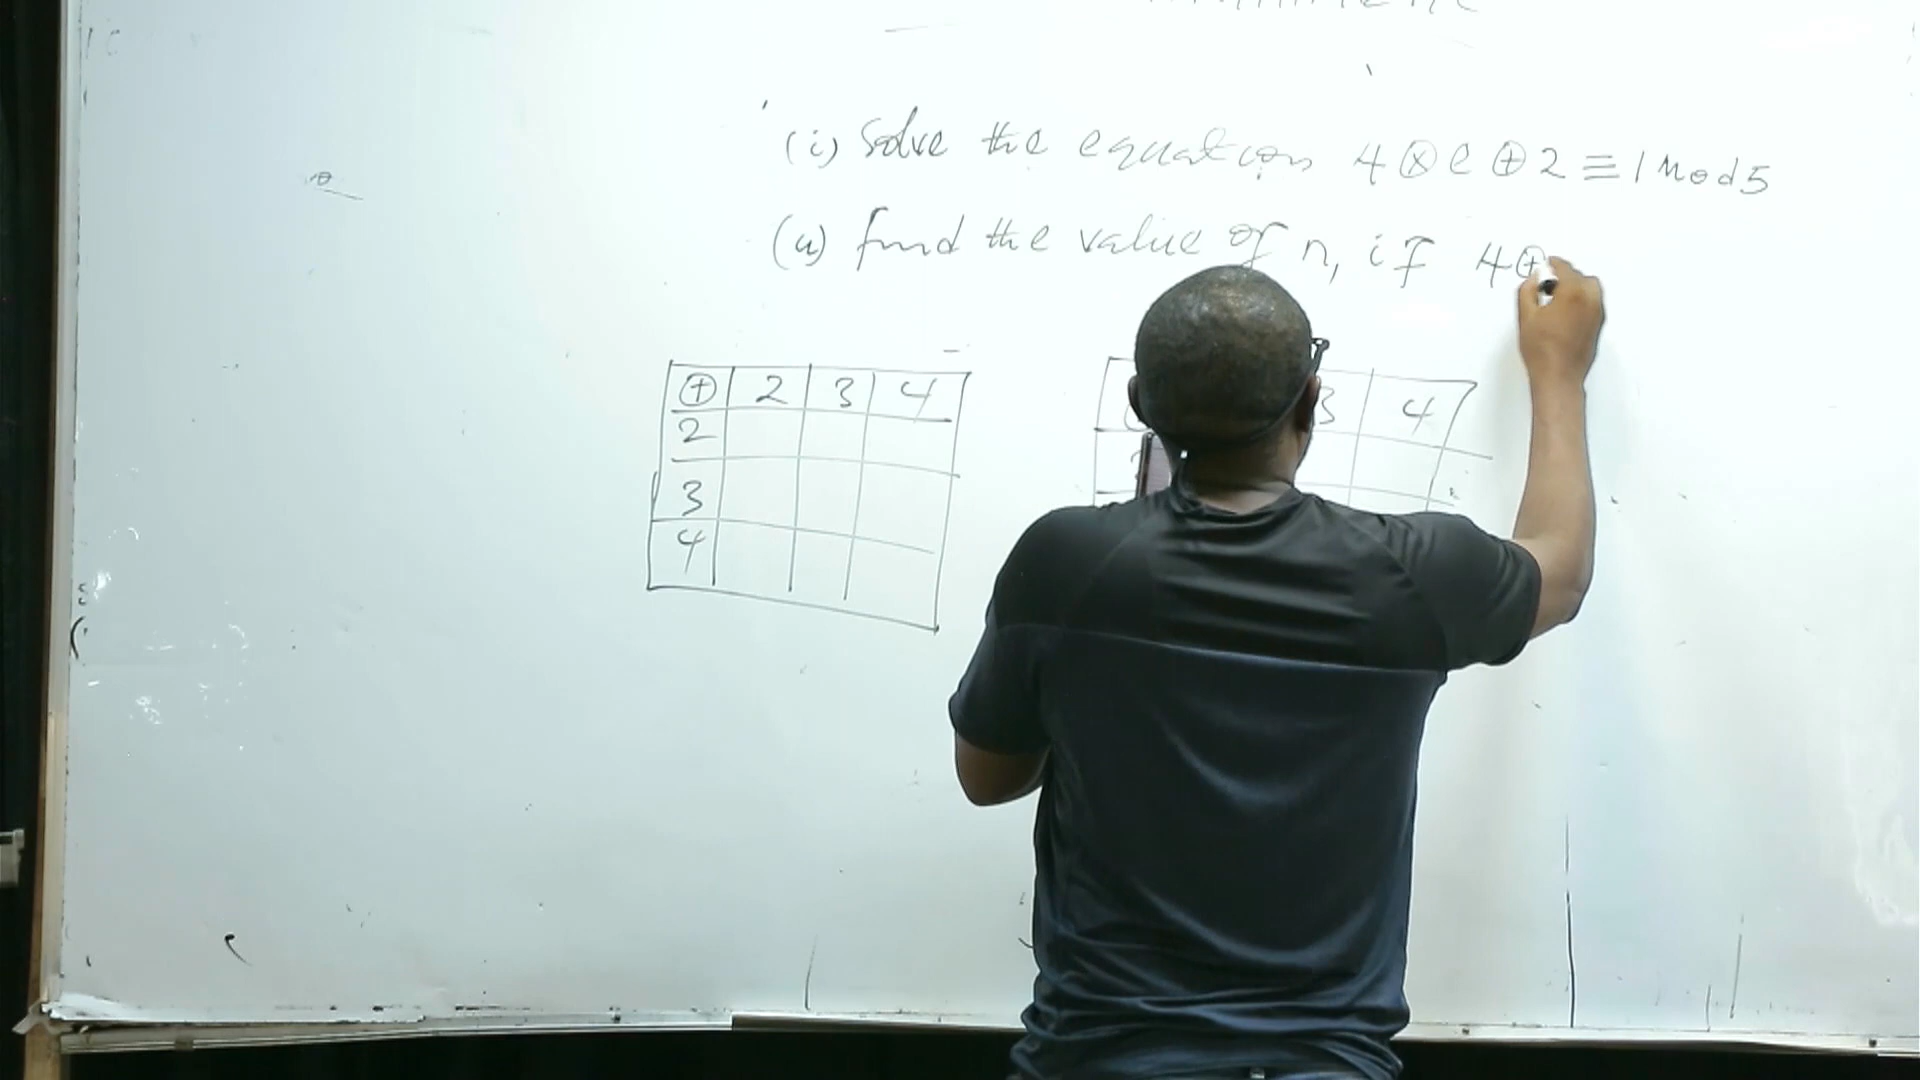 (i) Solve the equation 4 ⊗ e ⊕ 2 ≡ 1 Mod 5
(ii) find the value of n, if 4 ⊕
⊕ 2 3 4
2
3
4
3 4